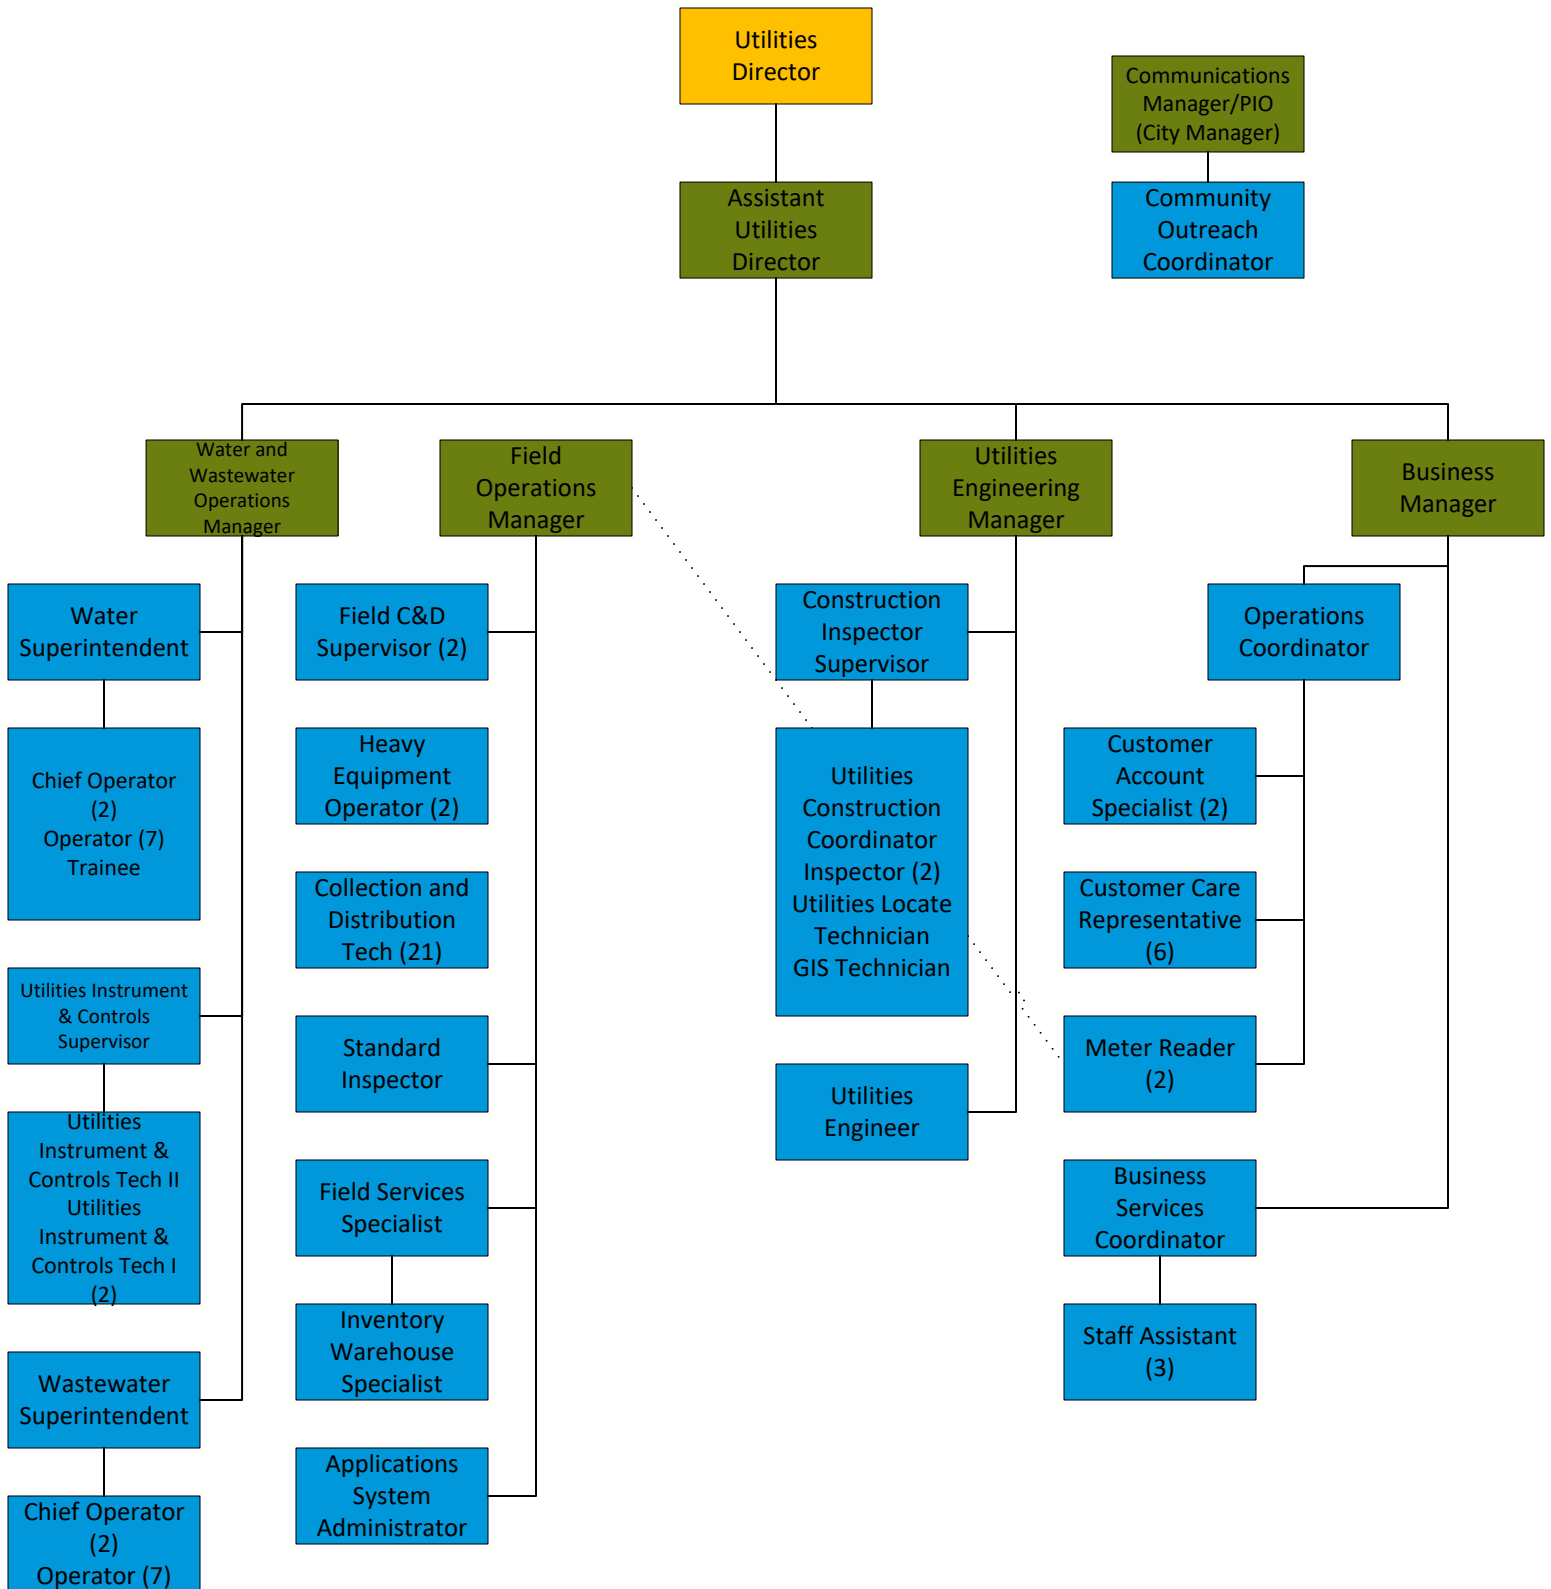 Utilities
Director
Communications
Manager/PIO
(City Manager)
Assistant
Utilities
Director
Community
Outreach
Coordinator
Water and
Wastewater
Operations
Manager
Field
Operations
Manager
Utilities
Engineering
Manager
Business
Manager
Water
Superintendent
Field C&D
Supervisor (2)
Construction
Inspector
Supervisor
Operations
Coordinator
Chief Operator
(2)
Operator (7)
Trainee
Heavy
Equipment
Operator (2)
Utilities
Construction
Coordinator
Inspector (2)
Utilities Locate
Technician
GIS Technician
Customer
Account
Specialist (2)
Collection and
Distribution
Tech (21)
Customer Care
Representative
(6)
Utilities Instrument
& Controls
Supervisor
Standard
Inspector
Meter Reader
(2)
Utilities
Engineer
Utilities
Instrument &
Controls Tech II
Utilities
Instrument &
Controls Tech I
(2)
Field Services
Specialist
Business
Services
Coordinator
Inventory
Warehouse
Specialist
Staff Assistant
(3)
Wastewater
Superintendent
Applications
System
Administrator
Chief Operator
(2)
Operator (7)